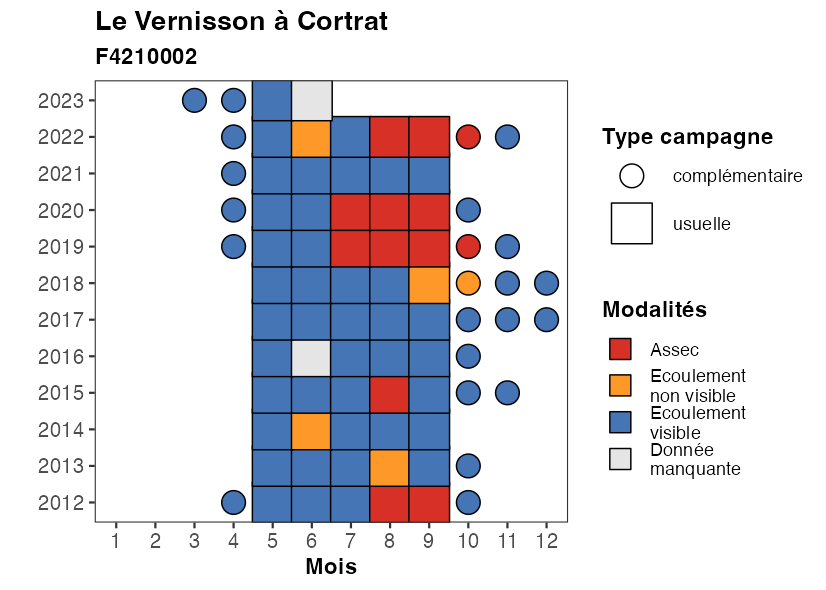 Le Vernisson à Cortrat
F4210002
2023
2022
2021
2020
2019
2018
2017
2016
2015
2014
2013
2012
1 2 3 4 5 6 7 8 9 10 11 12
Mois
Type campagne
complémentaire
usuelle
Modalités
Assec
Ecoulement
non visible
Ecoulement
visible
Donnée
manquante